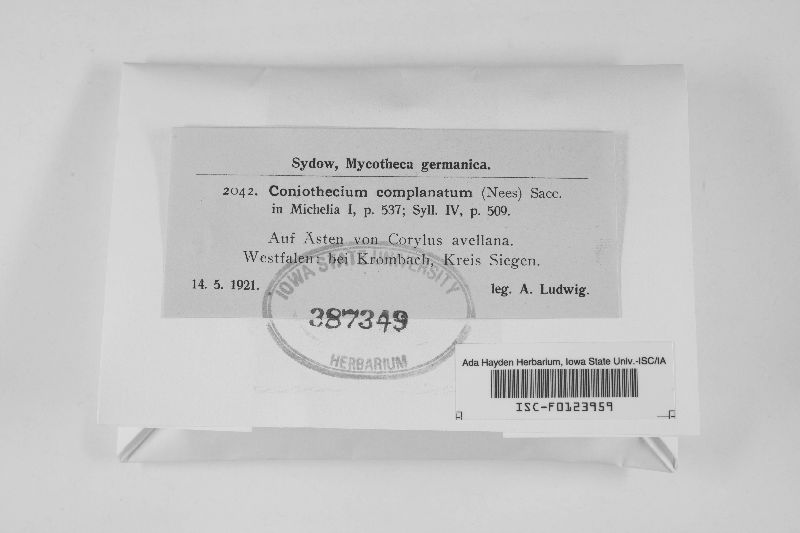 Sydow, Mycotheca germanica.
2042. Coniothecium complanatum (Nees) Sacc.
in Michelia I, p. 537; Syll. IV, p. 509.
Auf Ästen von Corylus avellana.
Westfalen: bei Krombach, Kreis Siegen.
14. 5. 1921.
leg. A. Ludwig.
IOWA STATE UNIVERSITY
387349
HERBARIUM
Ada Hayden Herbarium, Iowa State Univ.-ISC/IA
ISC-F0123959